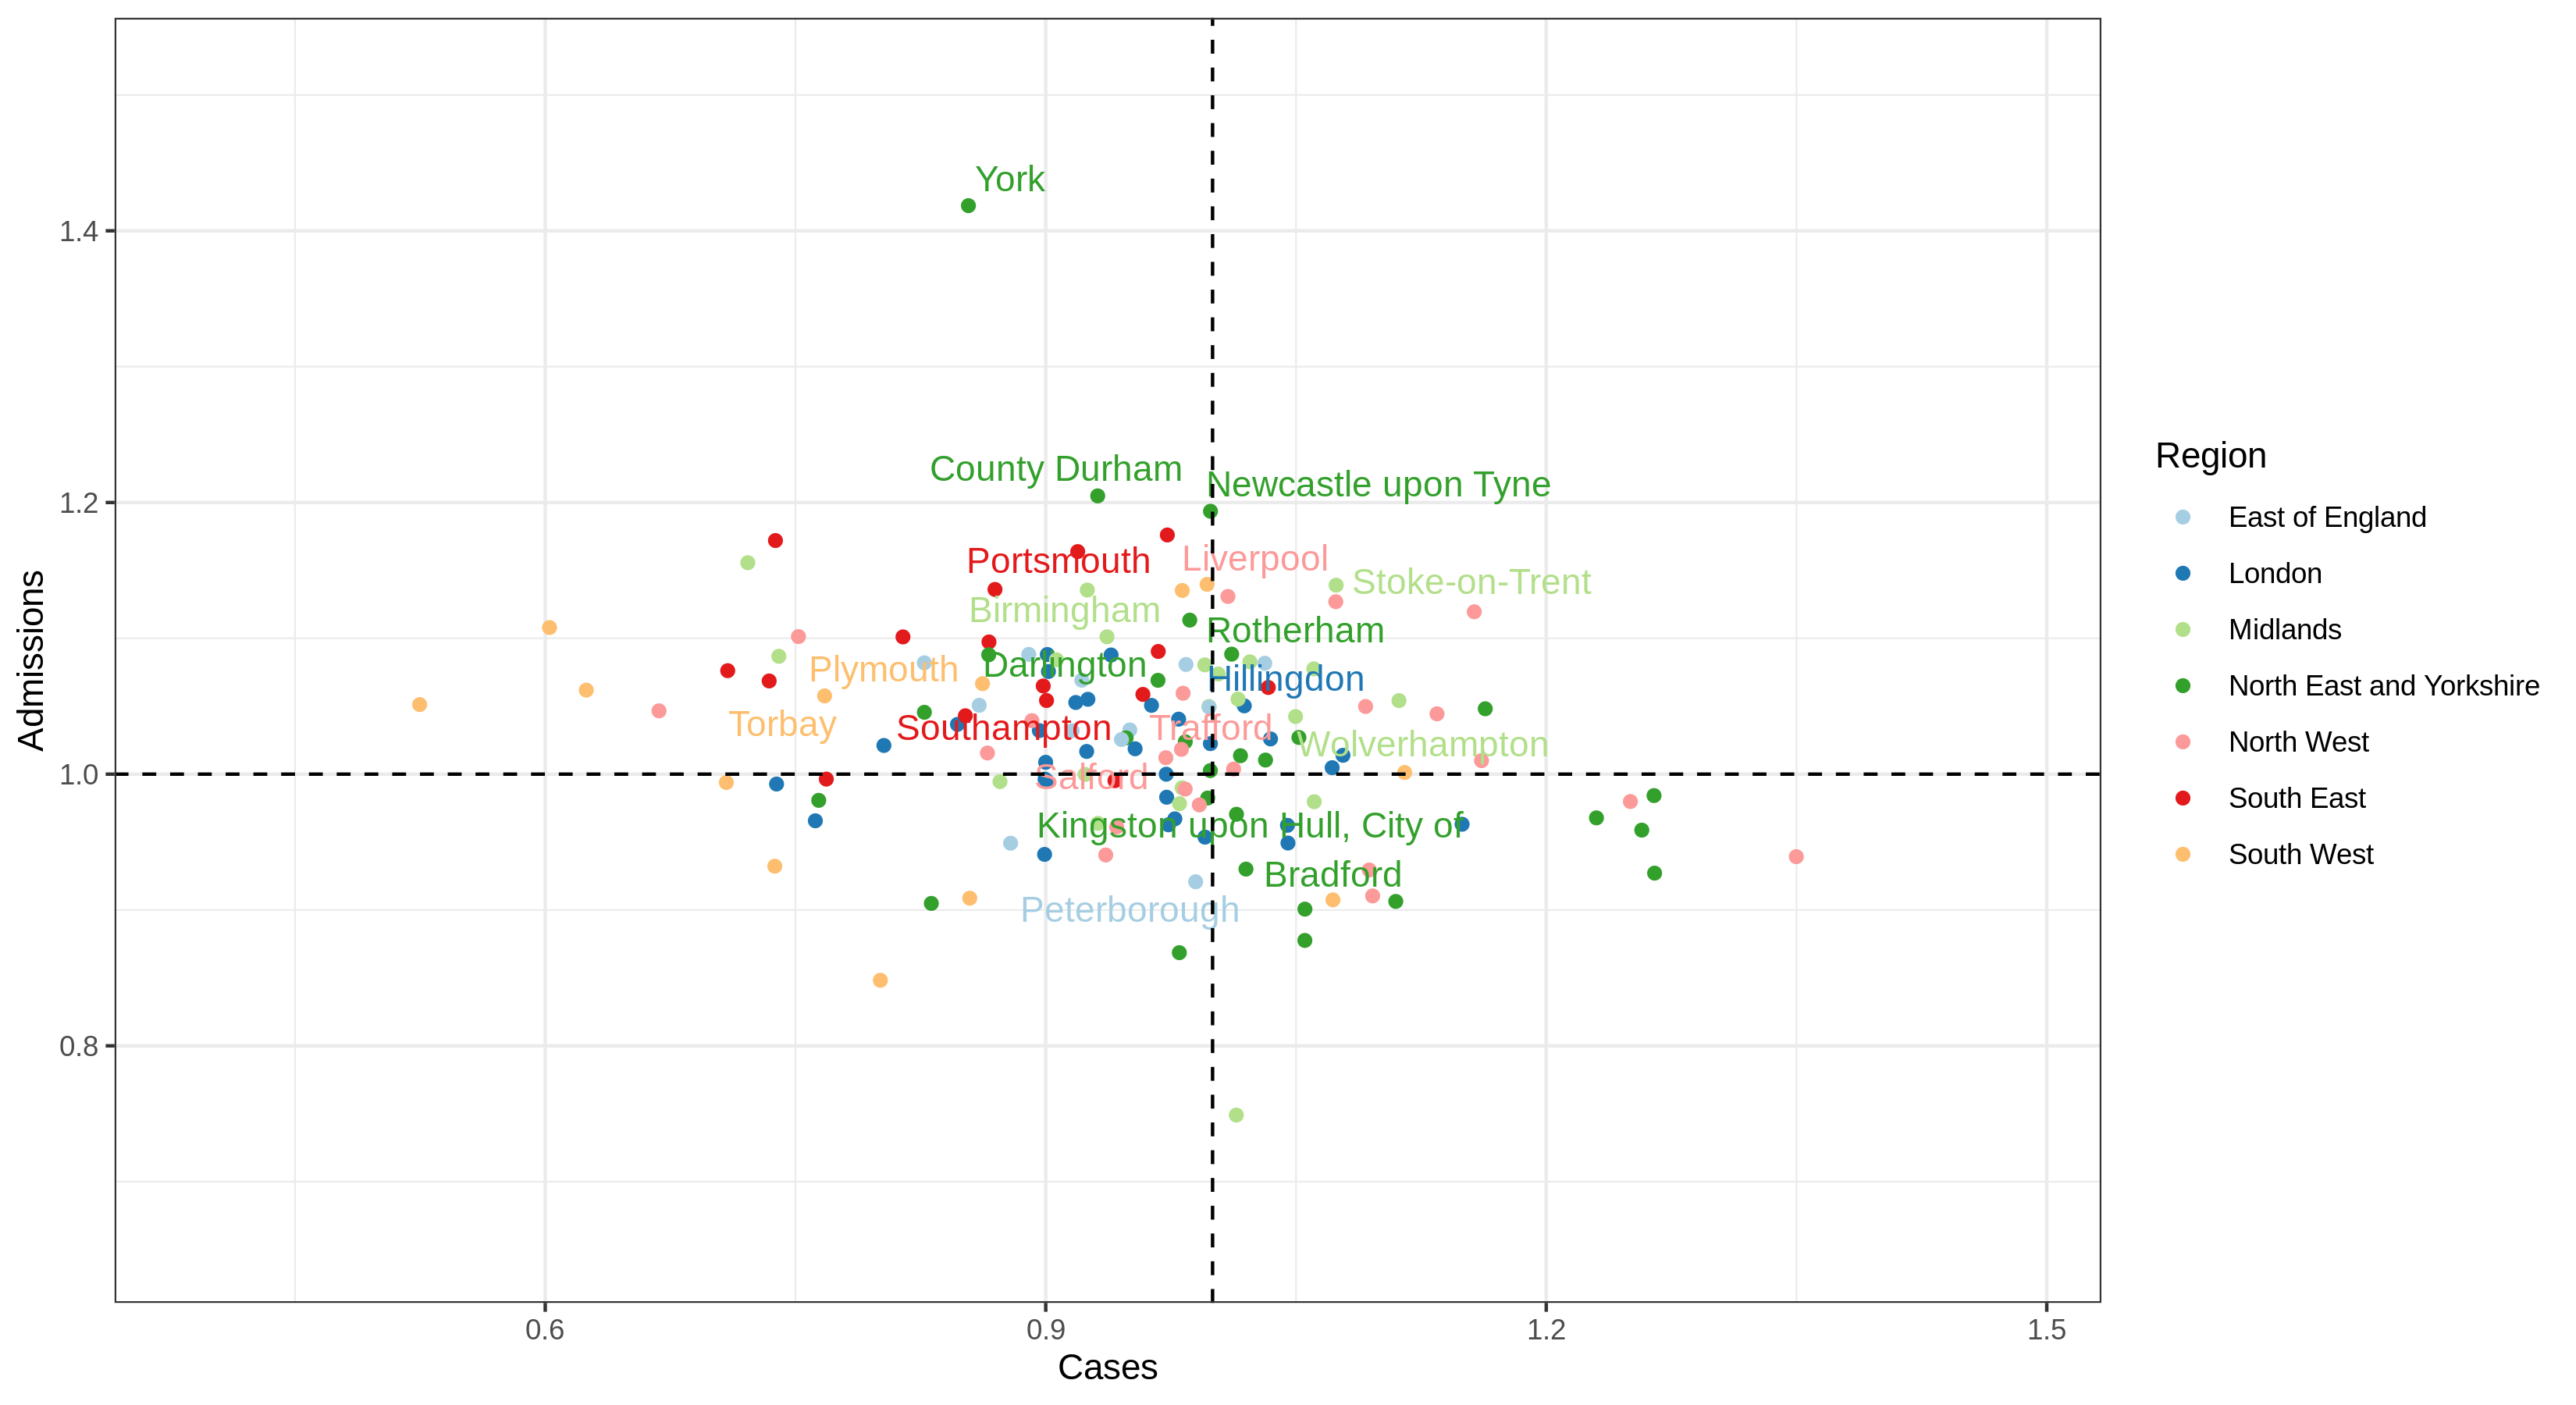 York
1.4
County Durham
Newcastle upon Tyne
1.2
Portsmouth
Liverpool
Stoke-on-Trent
Birmingham
Rotherham
Darlington
Plymouth
Hillingdon
Torbay
Southampton
Trafford
Wolverhampton
1.0
Salford
Kingston upon Hull, City of
Bradford
Peterborough
0.8
Admissions
0.6
0.9
1.2
1.5
Cases
Region
East of England
London
Midlands
North East and Yorkshire
North West
South East
South West